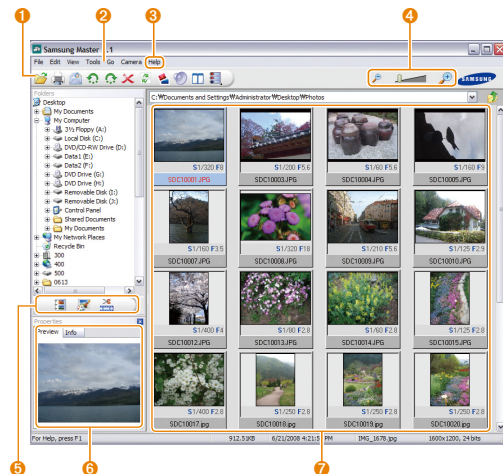 1 2 3 4
Samsung Master
File Edit View Tools Go Camera Help
SAMSUNG
Folders
C:₩Documents and Settings₩Administrator₩Desktop₩Photos
Desktop
My Documents
My Computer
3½ Floppy (A:)
Local Disk (C:)
DVD/CD-RW Drive (D:)
Data1 (E:)
Data2 (F:)
DVD Drive (G:)
DVD Drive (H:)
Removable Disk (I:)
Removable Disk (J:)
Control Panel
Shared Documents
My Documents
My Network Places
Recycle Bin
300
400
500
0613
S1/320 F8 S1/200 F5.6 S1/60 F5.6 S1/160 F9
SDC10001.JPG SDC10003.JPG SDC10004.JPG SDC10005.JPG
S1/160 F3.5 S1/320 F18 S1/210 F5.6 S1/125 F2.9
SDC10007.JPG SDC10008.JPG SDC10009.JPG SDC10010.JPG
S1/400 F4 S1/80 F2.8 S1/60 F2.8 S1/125 F2.8
SDC10012.JPG SDC10013.JPG SDC10014.JPG SDC10015.JPG
S1/400 F2.8 S1/250 F2.8 S1/250 F2.8 S1/250 F2.8
SDC10017.jpg SDC10018.jpg SDC10019.jpg SDC10020.jpg
Properties
Preview Info
For Help, press F1 912.51KB 6/21/2008 4:21:5 PM IMG_1678.jpg 1600x1200, 24 bits
5 6 7